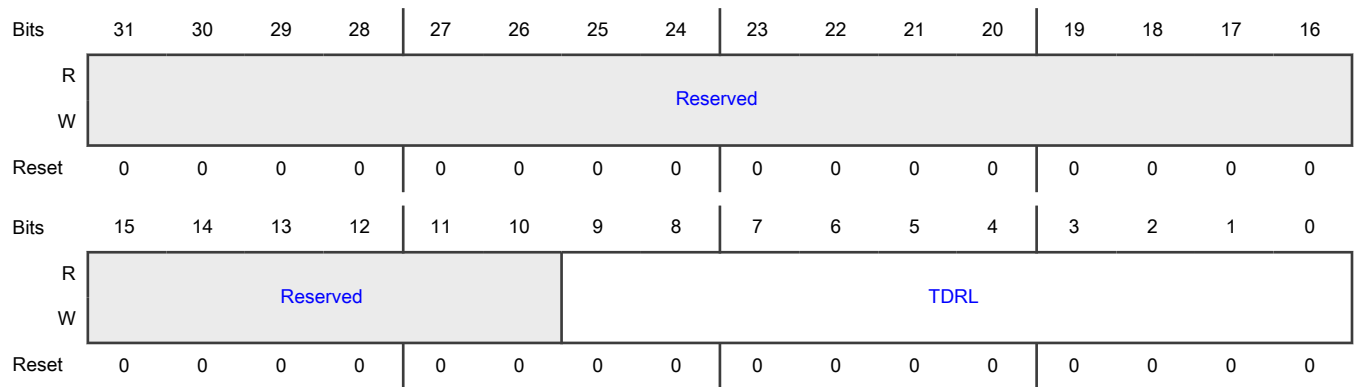 Bits 31 30 29 28 27 26 25 24 23 22 21 20 19 18 17 16
R
Reserved
W
Reset 0 0 0 0 0 0 0 0 0 0 0 0 0 0 0 0
Bits 15 14 13 12 11 10 9 8 7 6 5 4 3 2 1 0
R
Reserved TDRL
W
Reset 0 0 0 0 0 0 0 0 0 0 0 0 0 0 0 0